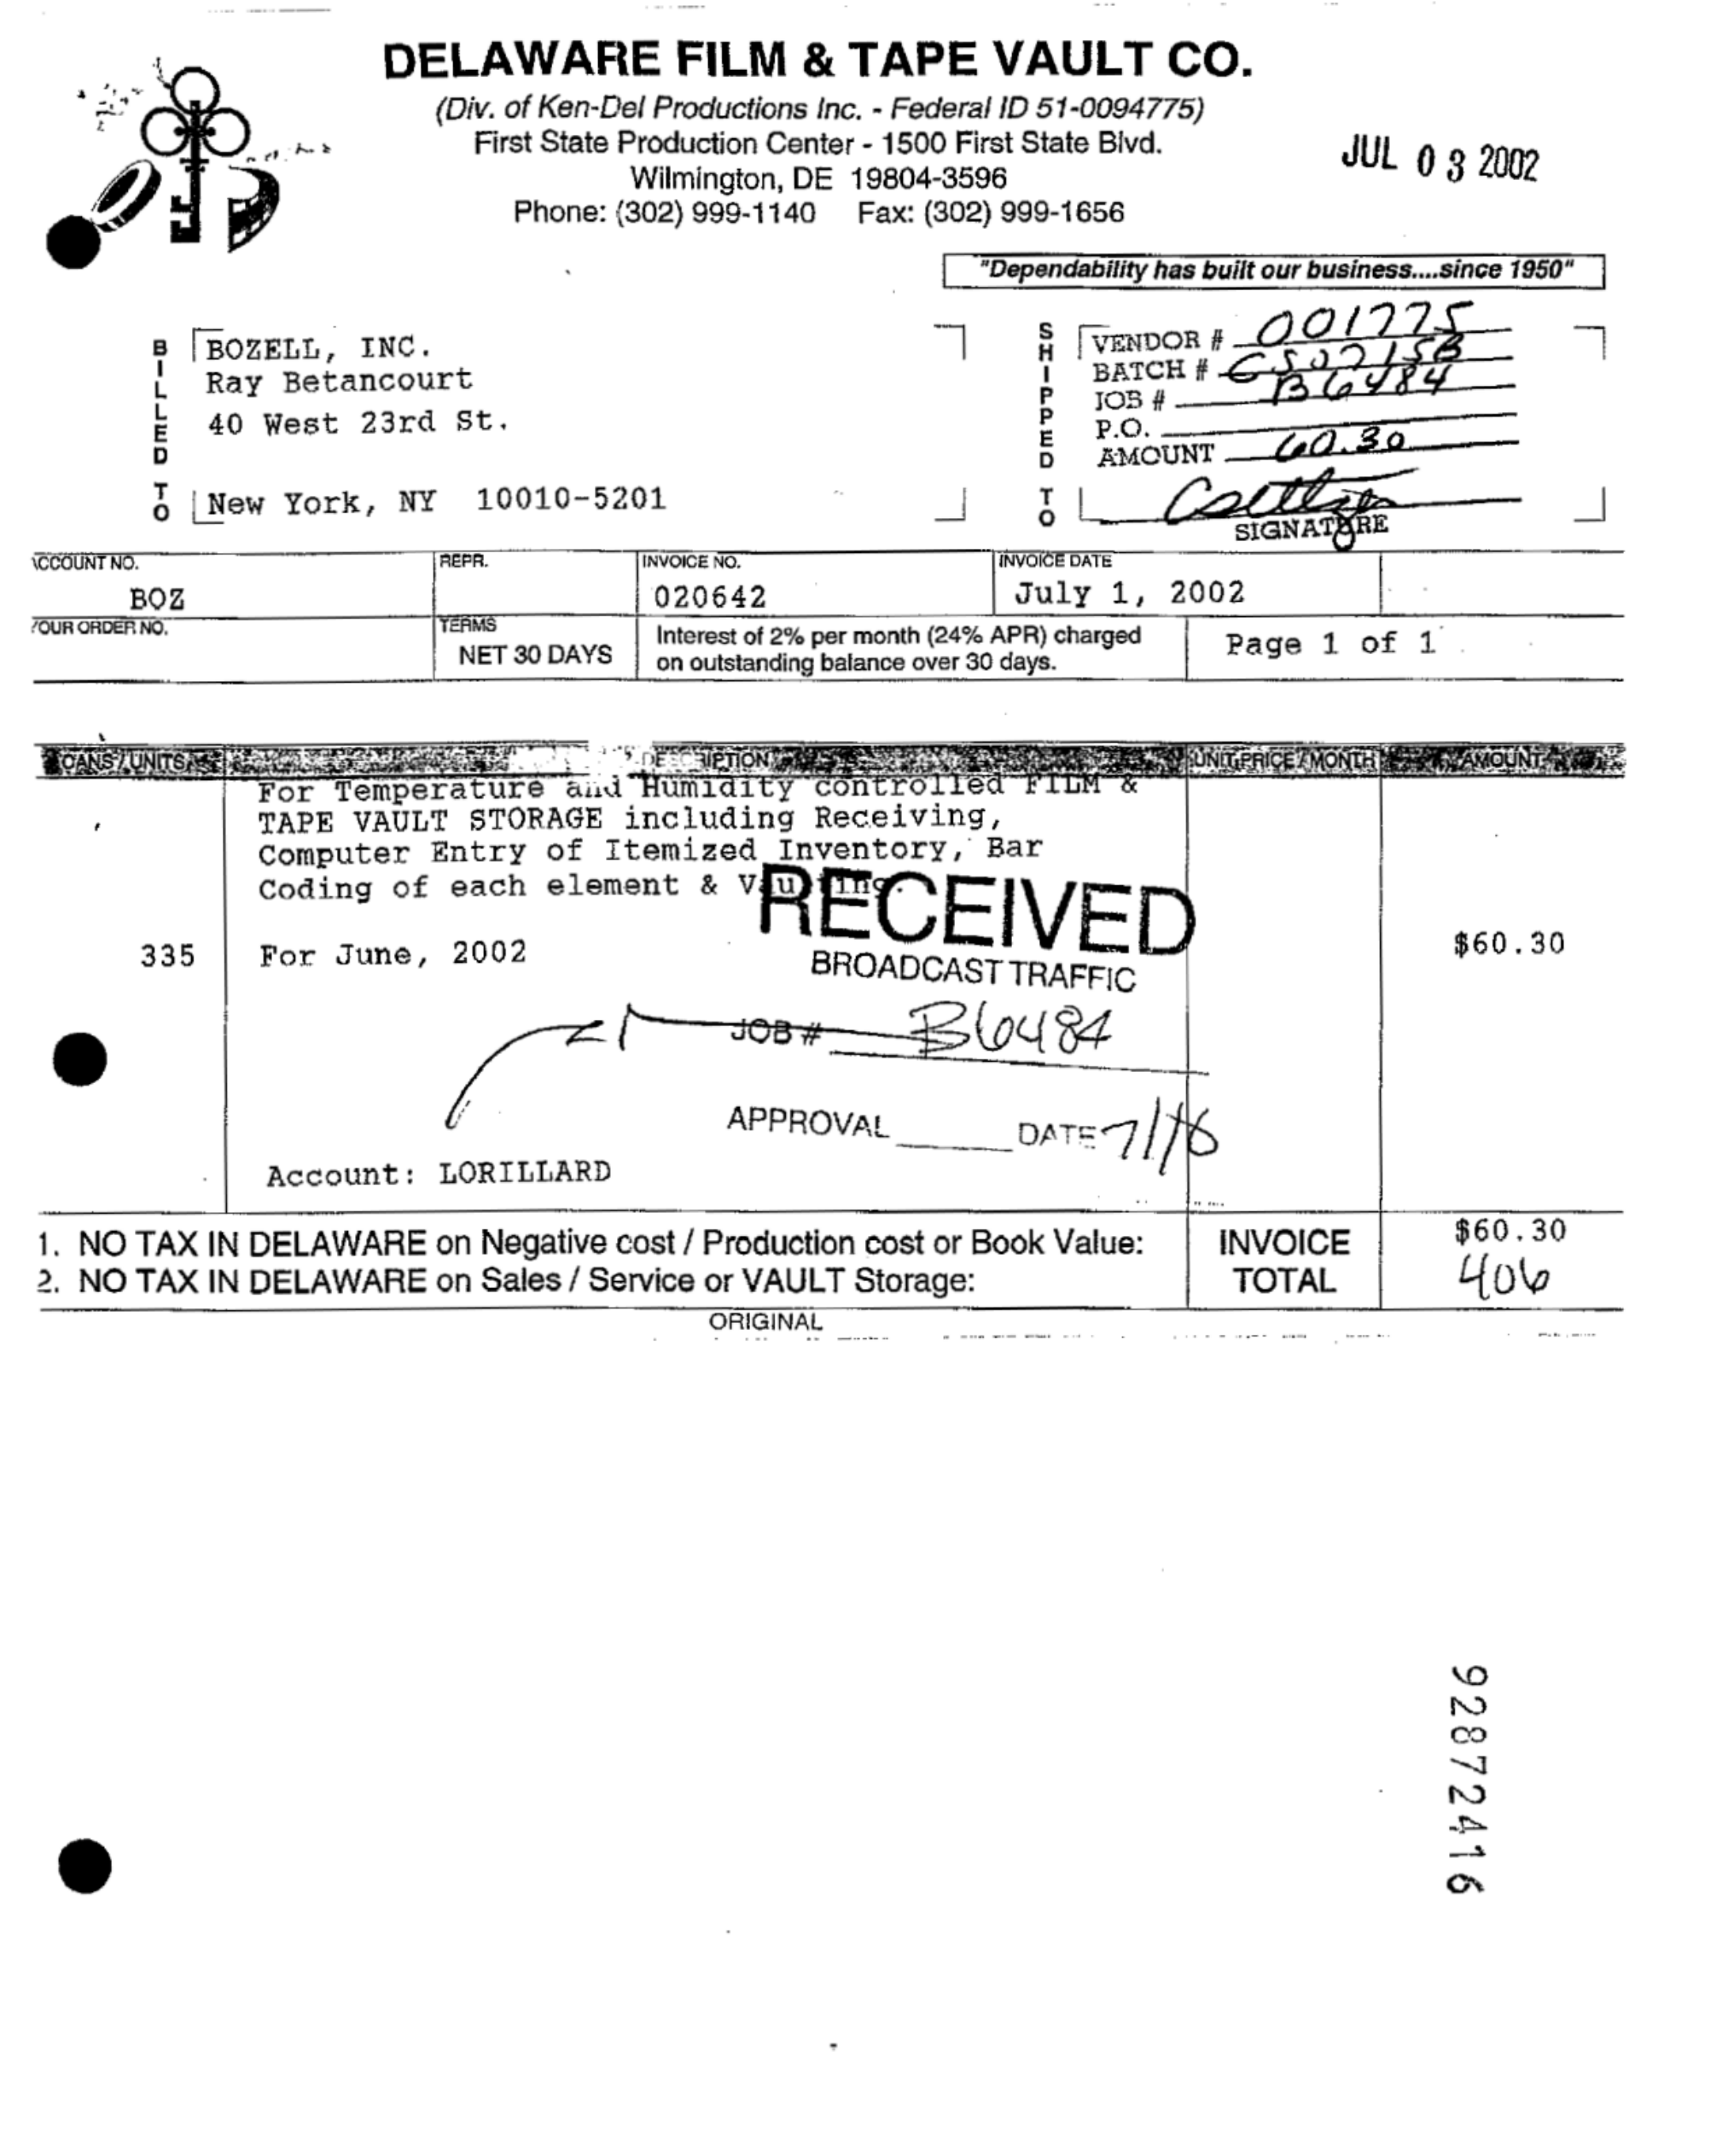 DELAWARE FILM & TAPE VAULT CO.
(Div. of Ken-Del Productions Inc. - Federal ID 51-0094775)
First State Production Center - 1500 First State Blvd.
Wilmington, DE 19804-3596
Phone: (302) 999-1140 Fax: (302) 999-1656
JUL 03 2002
"Dependability has built our business....since 1950"
BILLED TO
BOZELL, INC.
Ray Betancourt
40 West 23rd St.
New York, NY 10010-5201
SHIPPED TO
VENDOR # 001775
BATCH #
JOB # B6484
P.O.
AMOUNT 60.30
SIGNATURE
ACCOUNT NO. REPR. INVOICE NO. INVOICE DATE
BOZ 020642 July 1, 2002
YOUR ORDER NO. TERMS
NET 30 DAYS
Interest of 2% per month (24% APR) charged
on outstanding balance over 30 days.
Page 1 of 1
CANS / UNITS DESCRIPTION UNIT PRICE / MONTH AMOUNT
For Temperature and Humidity controlled FILM &
TAPE VAULT STORAGE including Receiving,
Computer Entry of Itemized Inventory, Bar
Coding of each element & Vaulting.
RECEIVED
335 For June, 2002 $60.30
BROADCAST TRAFFIC
JOB # B6484
APPROVAL DATE
Account: LORILLARD
1. NO TAX IN DELAWARE on Negative cost / Production cost or Book Value:
2. NO TAX IN DELAWARE on Sales / Service or VAULT Storage:
INVOICE TOTAL
$60.30
406
ORIGINAL
92872416